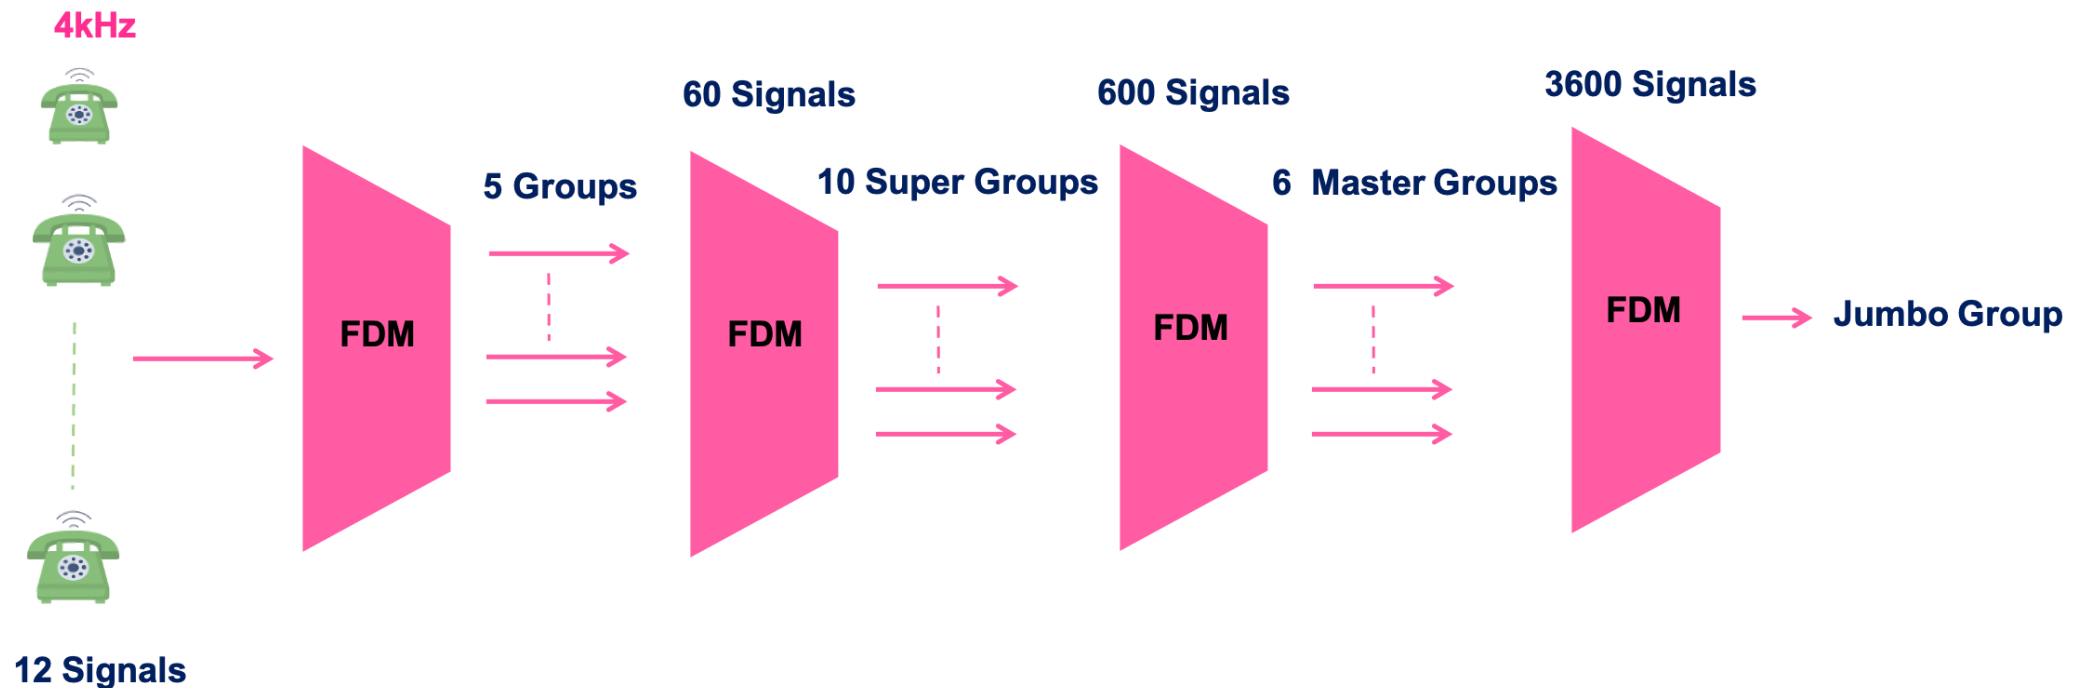 4kHz
12 Signals
FDM
5 Groups
60 Signals
FDM
10 Super Groups
600 Signals
FDM
6  Master Groups
3600 Signals
FDM
Jumbo Group